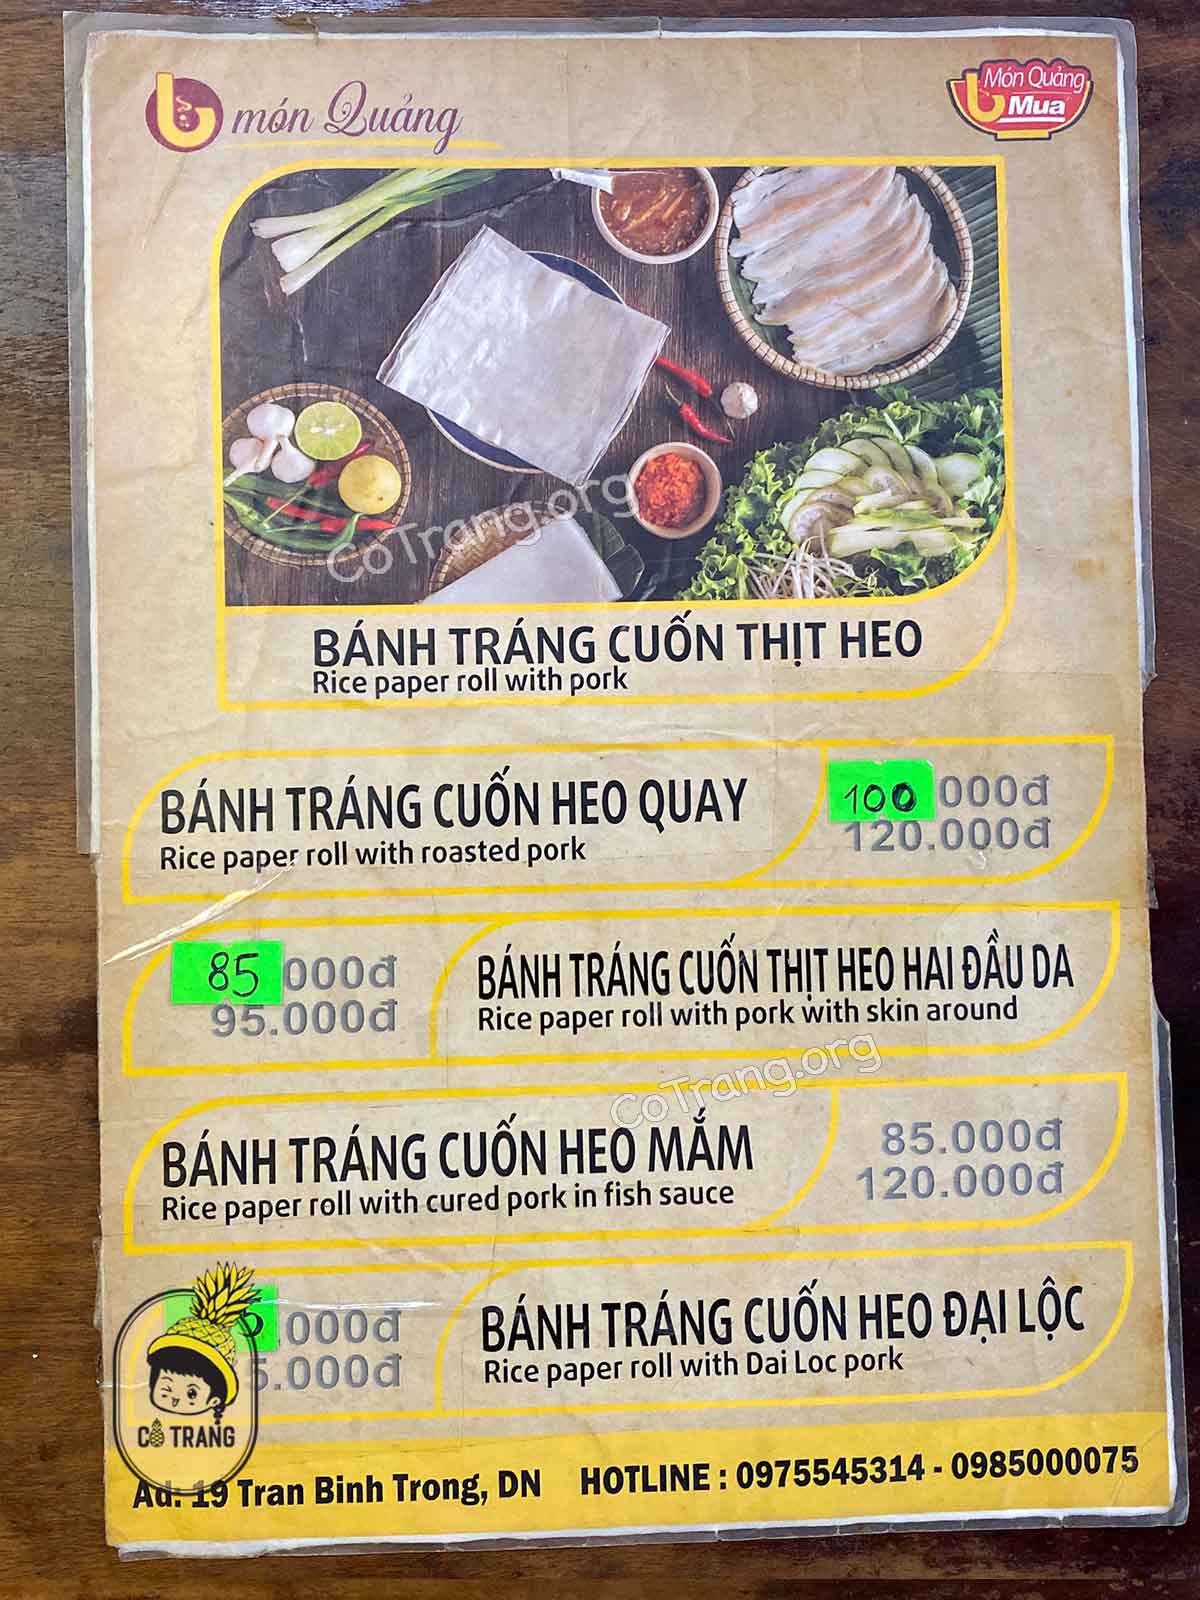 món Quảng
Món Quảng
Mua
CoTrang.org
BÁNH TRÁNG CUỐN THỊT HEO
Rice paper roll with pork
BÁNH TRÁNG CUỐN HEO QUAY
Rice paper roll with roasted pork
100.000đ
120.000đ
85.000đ
95.000đ
BÁNH TRÁNG CUỐN THỊT HEO HAI ĐẦU DA
Rice paper roll with pork with skin around
CoTrang.org
BÁNH TRÁNG CUỐN HEO MẮM
Rice paper roll with cured pork in fish sauce
85.000đ
120.000đ
5.000đ
5.000đ
BÁNH TRÁNG CUỐN HEO ĐẠI LỘC
Rice paper roll with Dai Loc pork
CÔ TRANG
Ad: 19 Tran Binh Trong, DN HOTLINE : 0975545314 - 0985000075